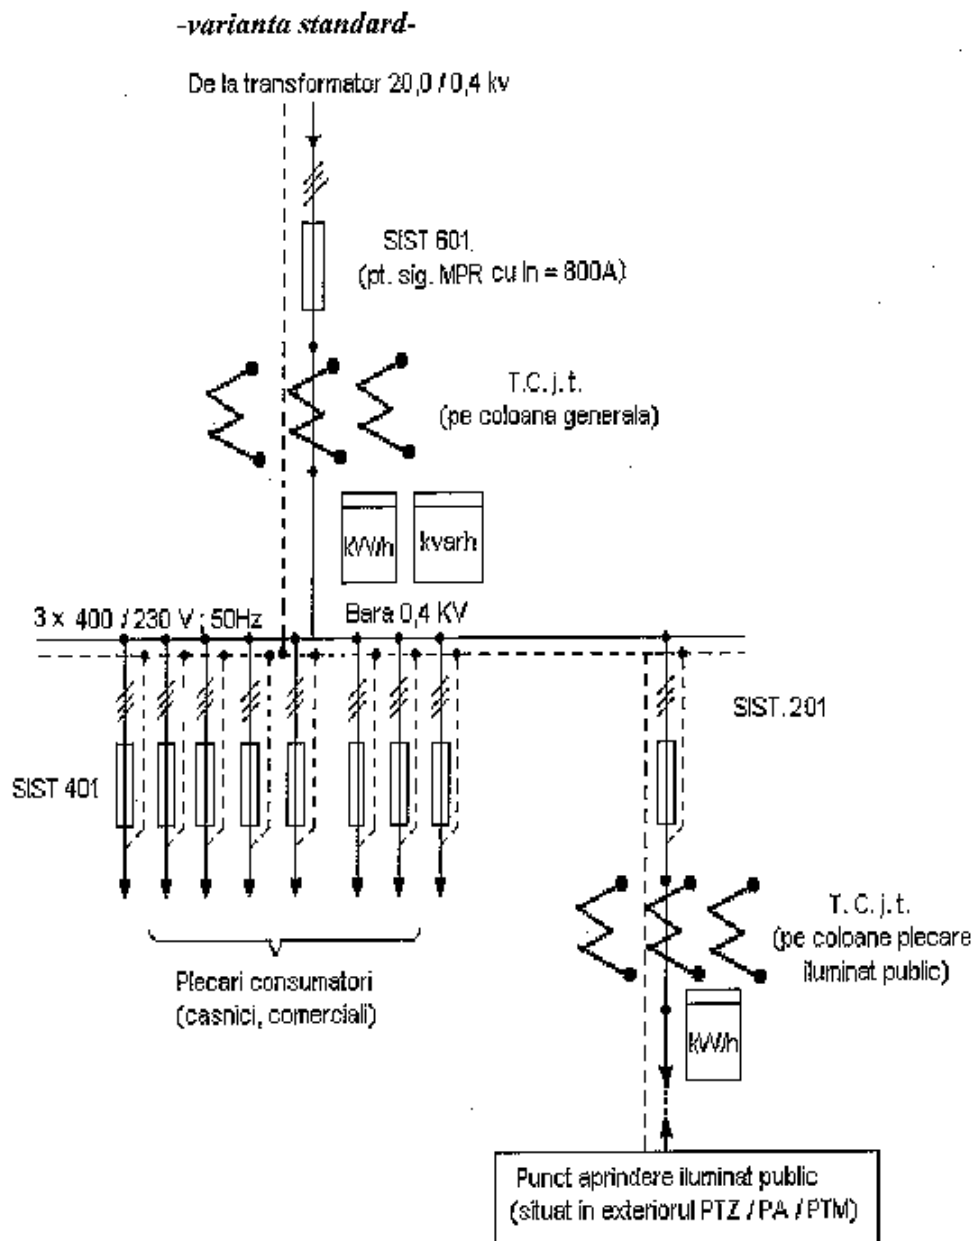 -varianta standard-
De la transformator 20,0 / 0,4 kv
SIST 601.
(pt. sig. MPR cu In = 800A)
T.C. j. t.
(pe coloana generala)
kW/h
kvarh
3 x 400 / 230 V ; 50Hz
Bara 0,4 KV
SIST. 201
SIST 401
T. C. j. t.
(pe coloane plecare
iluminat public)
Plecari consumatori
(casnici, comerciali)
kW/h
Punct aprindere iluminat public
(situat in exteriorul PTZ / PA / PTM)